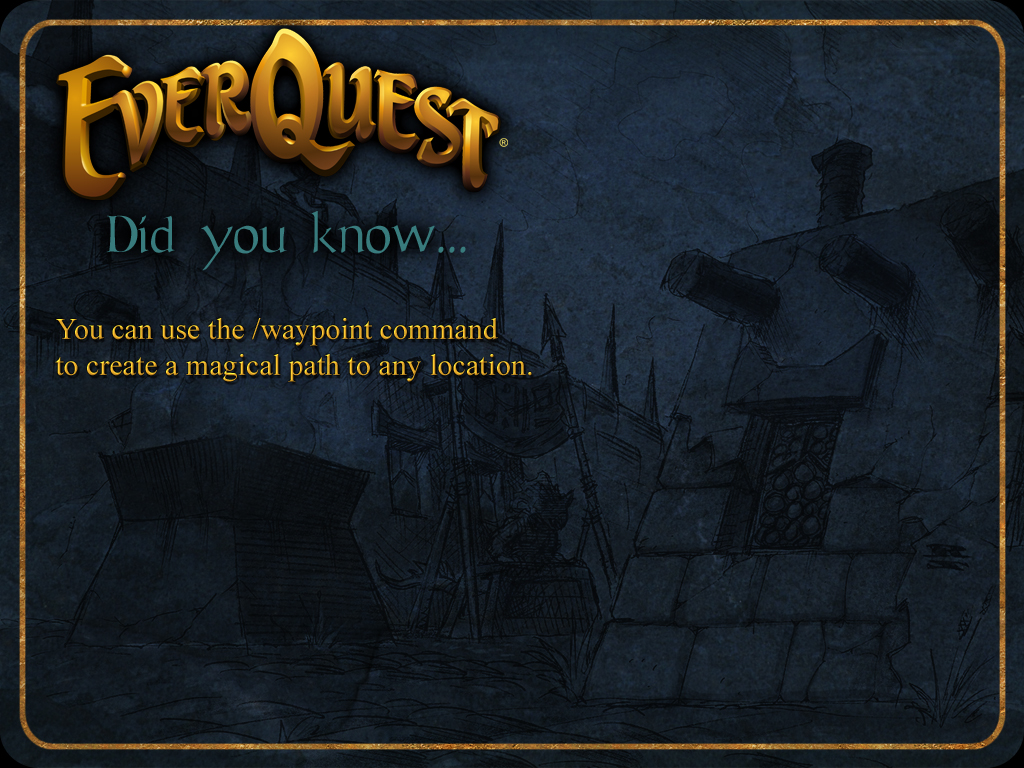 EVERQUEST®
Did you know...
You can use the /waypoint command
to create a magical path to any location.